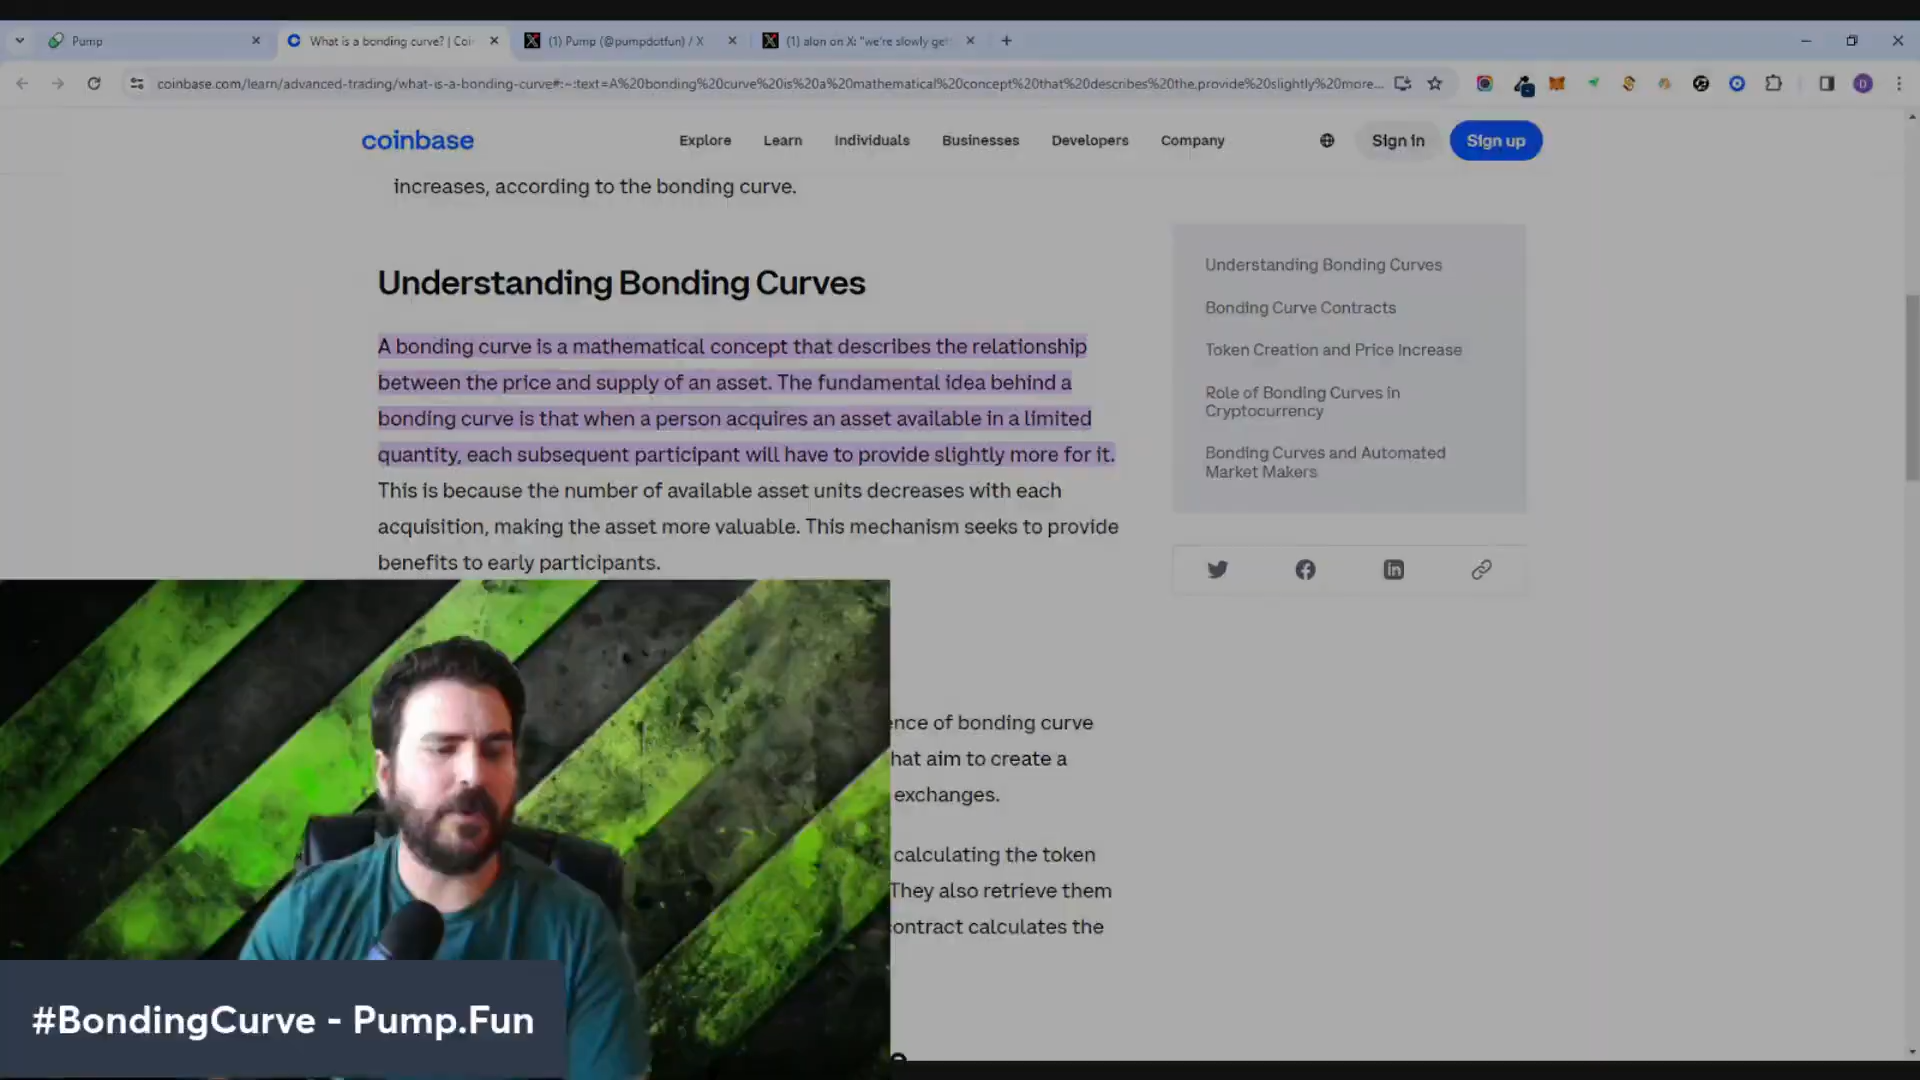 Pump
What is a bonding curve? | Coi
(1) Pump (@pumpdotfun) / X
(1) alon on X: "we're slowly get
coinbase.com/learn/advanced-trading/what-is-a-bonding-curve#:~:text=A%20bonding%20curve%20is%20a%20mathematical%20concept%20that%20describes%20the,provide%20slightly%20more...
coinbase
Explore
Learn
Individuals
Businesses
Developers
Company
Sign in
Sign up
increases, according to the bonding curve.
Understanding Bonding Curves
A bonding curve is a mathematical concept that describes the relationship
between the price and supply of an asset. The fundamental idea behind a
bonding curve is that when a person acquires an asset available in a limited
quantity, each subsequent participant will have to provide slightly more for it.
This is because the number of available asset units decreases with each
acquisition, making the asset more valuable. This mechanism seeks to provide
benefits to early participants.
ence of bonding curve
hat aim to create a
exchanges.
calculating the token
They also retrieve them
contract calculates the
Understanding Bonding Curves
Bonding Curve Contracts
Token Creation and Price Increase
Role of Bonding Curves in
Cryptocurrency
Bonding Curves and Automated
Market Makers
#BondingCurve - Pump.Fun